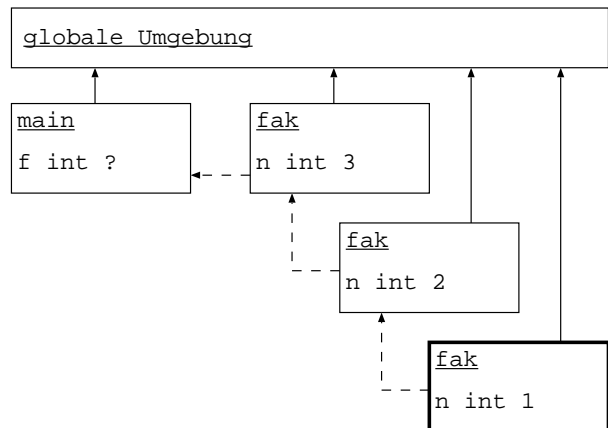 globale Umgebung
main
f int ?
fak
n int 3
fak
n int 2
fak
n int 1